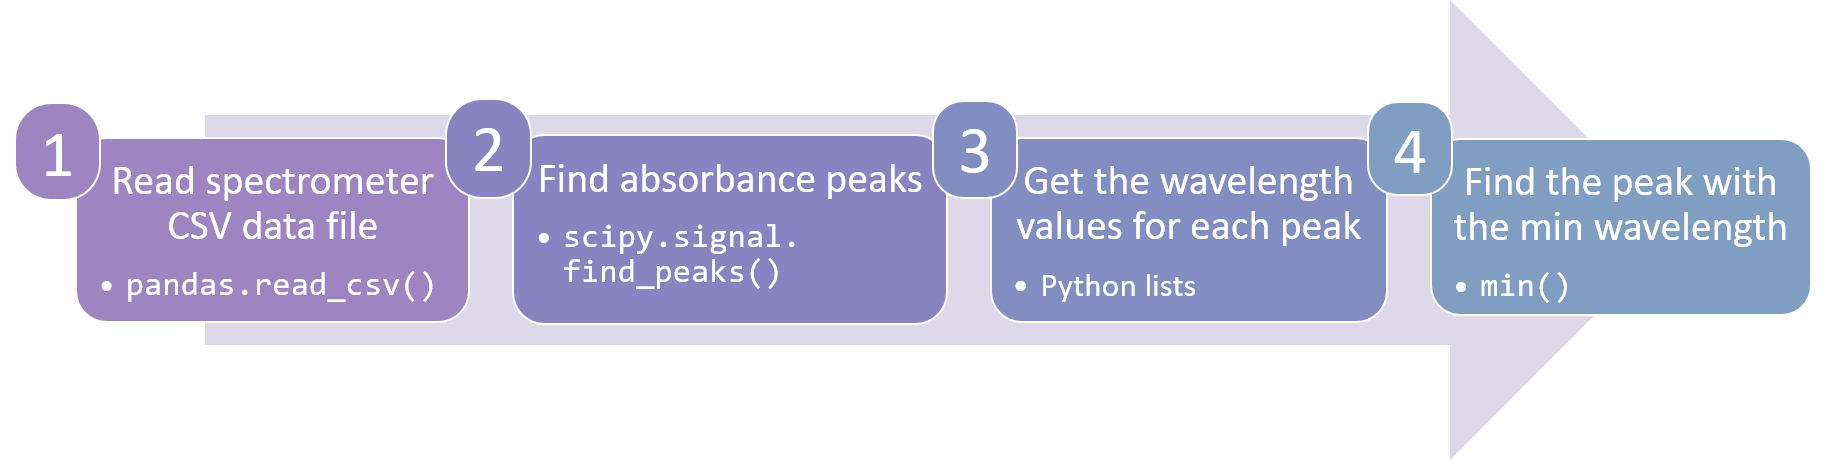 1
Read spectrometer
CSV data file
• pandas.read_csv()
2
Find absorbance peaks
• scipy.signal.
find_peaks()
3
Get the wavelength
values for each peak
• Python lists
4
Find the peak with
the min wavelength
• min()